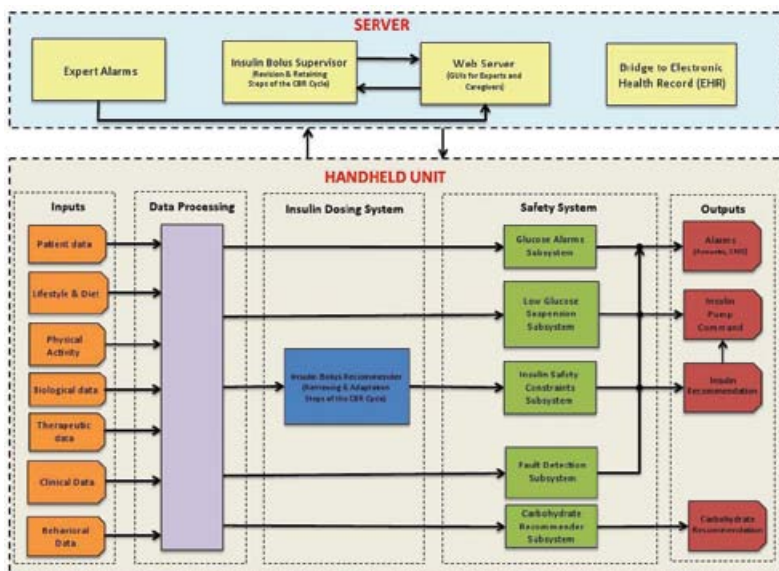 SERVER
Expert Alarms
Insulin Bolus Supervisor
(Revision & Retaining
Steps of the CBR Cycle)
Web Server
(GUIs for Experts and
Caregivers)
Bridge to Electronic
Health Record (EHR)
HANDHELD UNIT
Inputs
Data Processing
Insulin Dosing System
Safety System
Outputs
Patient data
Lifestyle & Diet
Physical
Activity
Biological data
Therapeutic
data
Clinical Data
Behavioral
Data
Insulin Bolus Recommender
(Retrieving & Adaptation
Steps of the CBR Cycle)
Glucose Alarms
Subsystem
Low Glucose
Suspension
Subsystem
Insulin Safety
Constraints
Subsystem
Fault Detection
Subsystem
Carbohydrate
Recommender
Subsystem
Alarms
Insulin
Pump
Command
Insulin
Recommendation
Carbohydrate
Recommendation